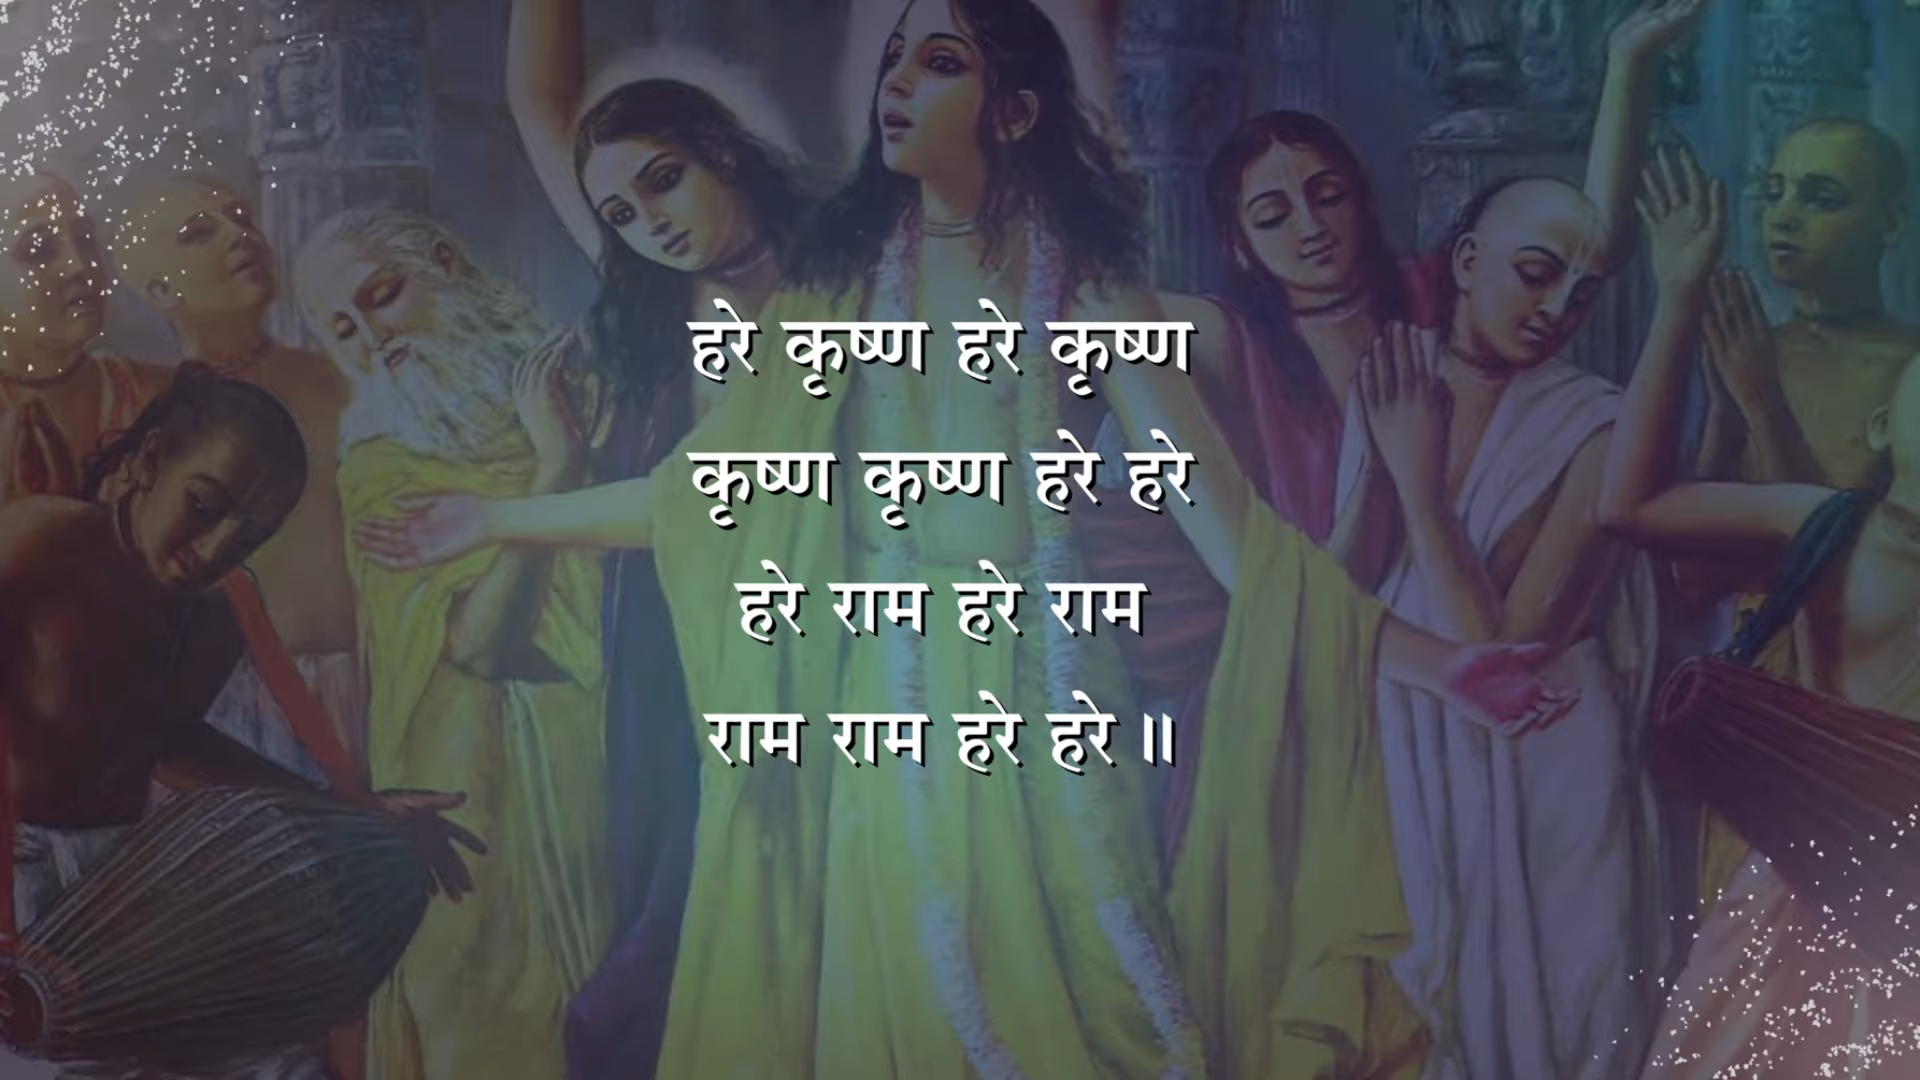 हरे कृष्ण हरे कृष्ण
कृष्ण कृष्ण हरे हरे
हरे राम हरे राम
राम राम हरे हरे ॥